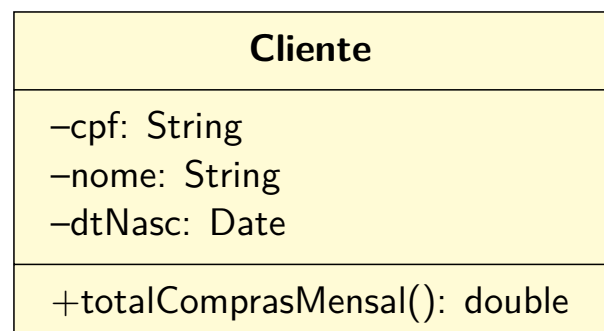 Cliente
–cpf: String
–nome: String
–dtNasc: Date
+totalComprasMensal(): double